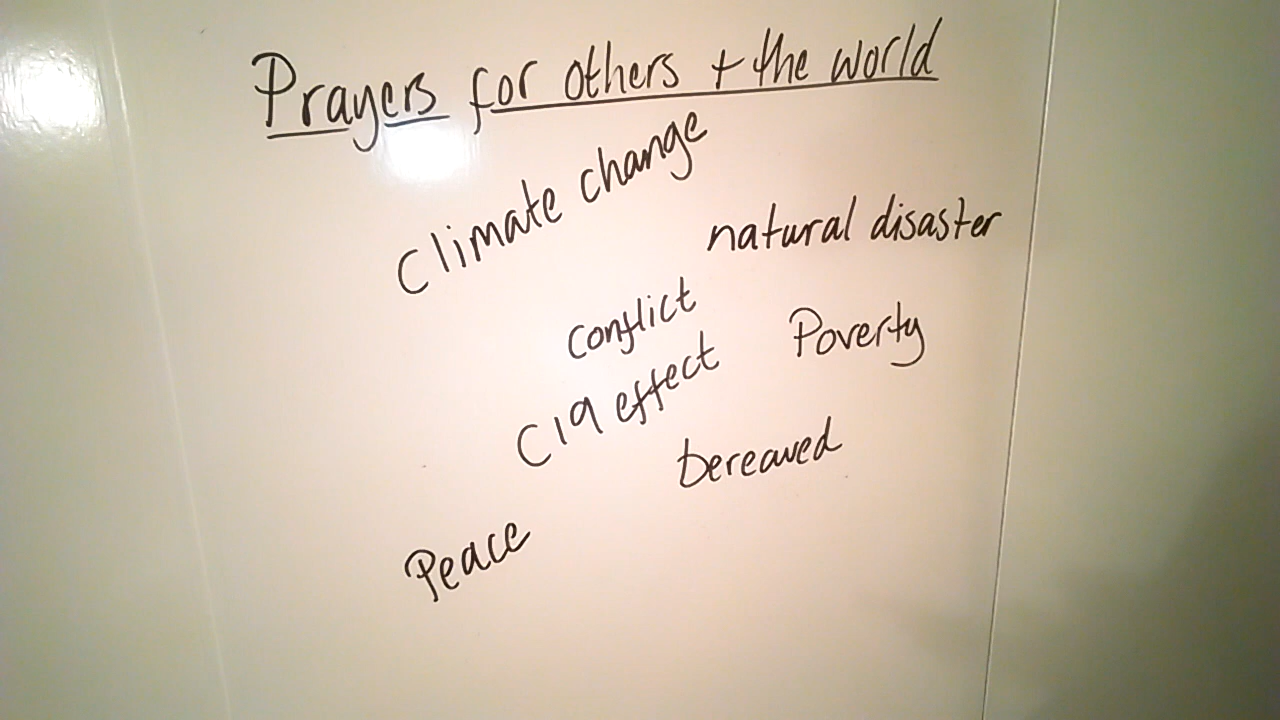 Prayers for others + the world
Climate change
natural disaster
conflict
Poverty
C19 effect
bereaved
Peace